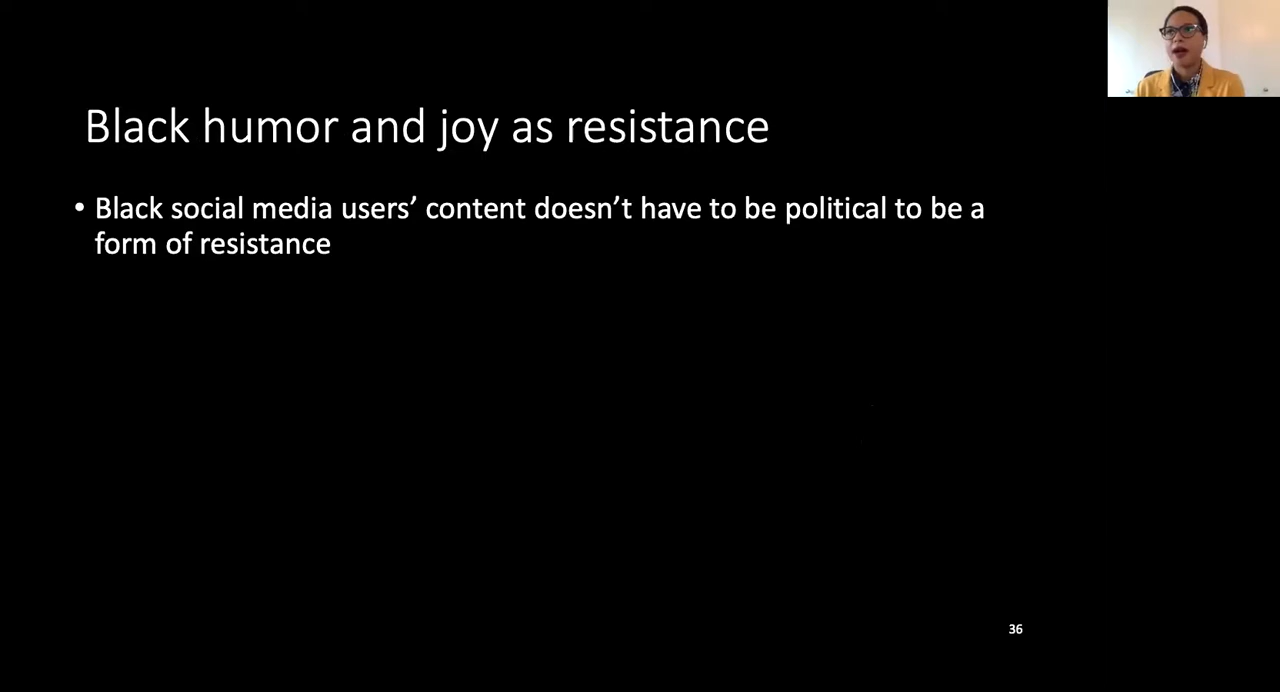 Black humor and joy as resistance
• Black social media users’ content doesn’t have to be political to be a
form of resistance
36